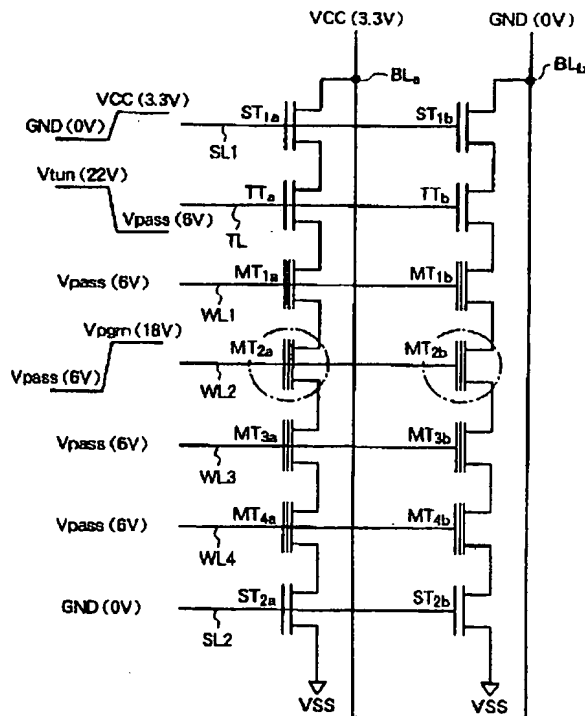 VCC (3.3V) GND (0V)
BLa BLb
VCC (3.3V)
GND (0V) ST1a ST1b
SL1
Vtun (22V)
Vpass (6V) TTa TTb
TL
Vpass (6V) MT1a MT1b
WL1
Vpgm (18V)
Vpass (6V) MT2a MT2b
WL2
Vpass (6V) MT3a MT3b
WL3
Vpass (6V) MT4a MT4b
WL4
GND (0V) ST2a ST2b
SL2
VSS VSS